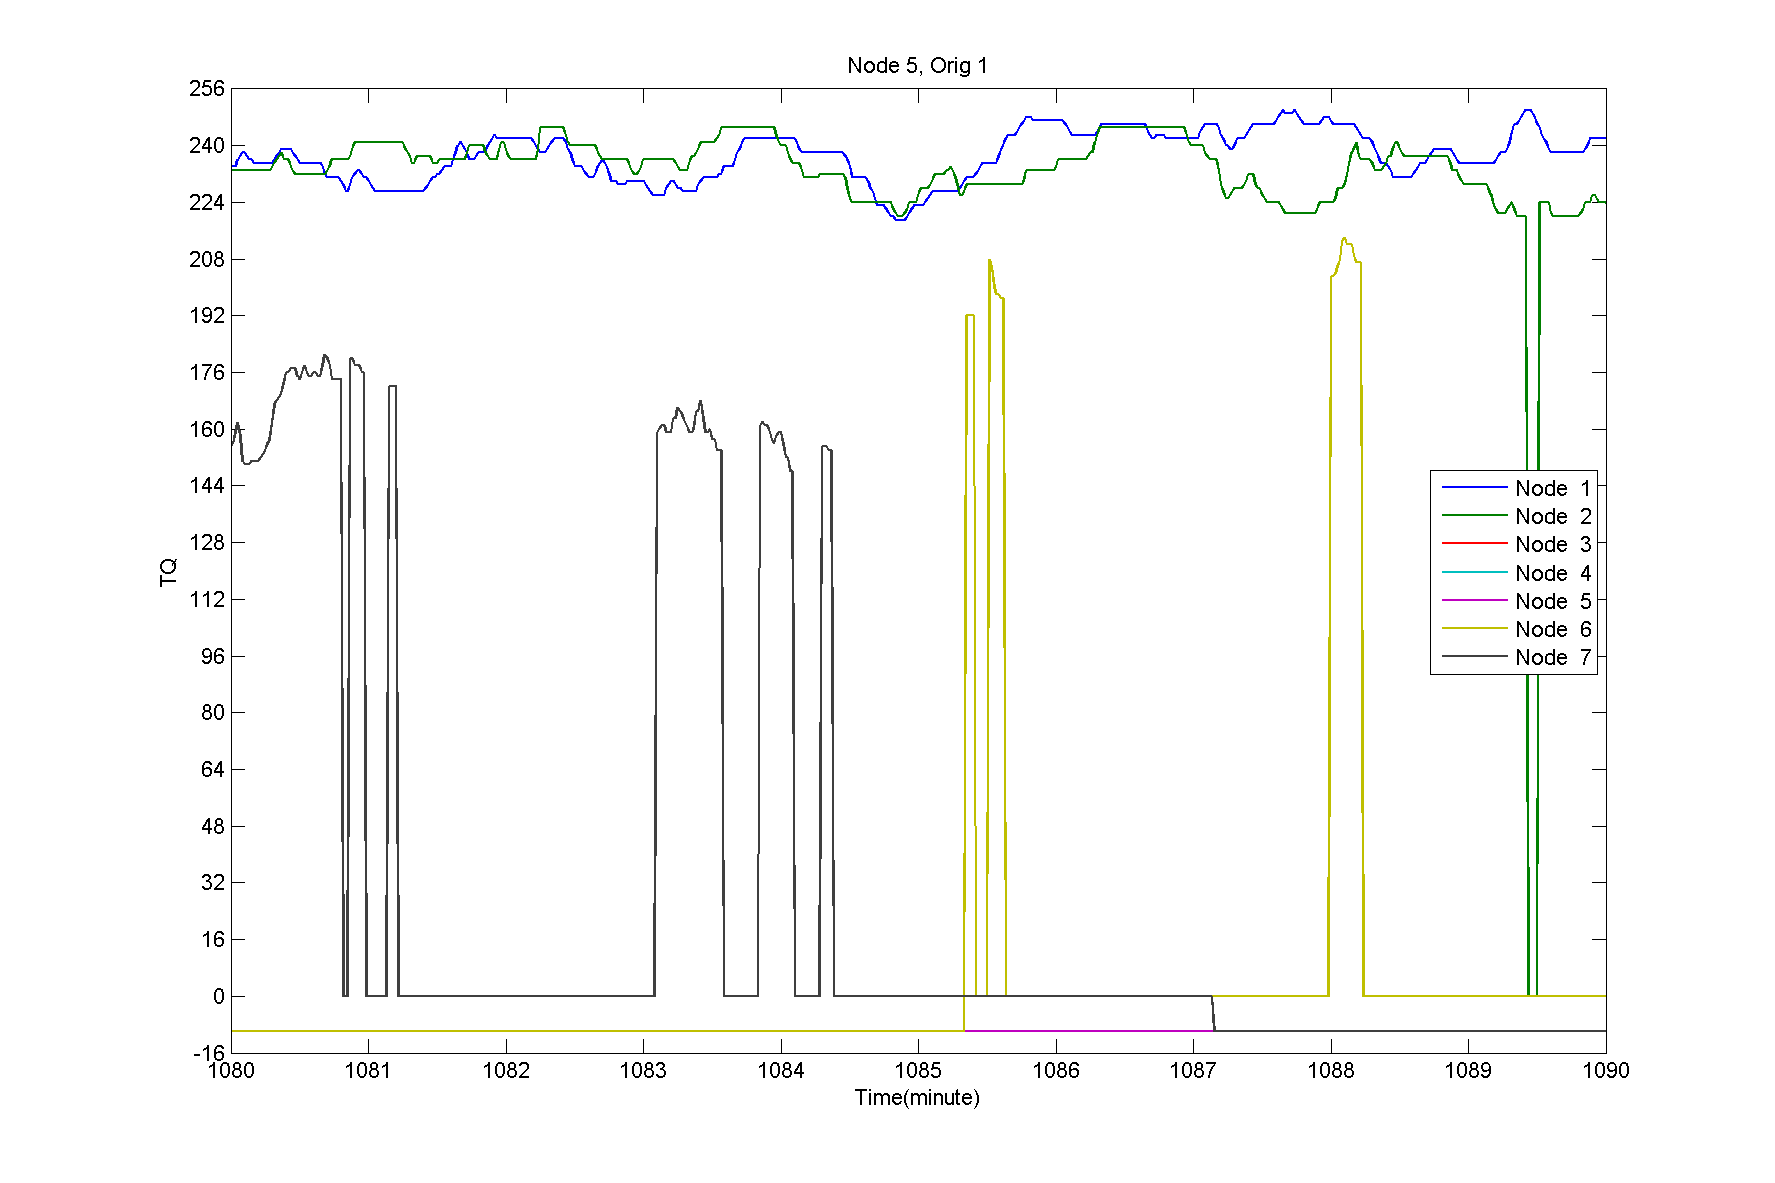 Node 5, Orig 1
256
240
224
208
192
176
160
144
128
112
96
80
64
48
32
16
0
-16
TQ
Node 1
Node 2
Node 3
Node 4
Node 5
Node 6
Node 7
1080 1081 1082 1083 1084 1085 1086 1087 1088 1089 1090
Time(minute)